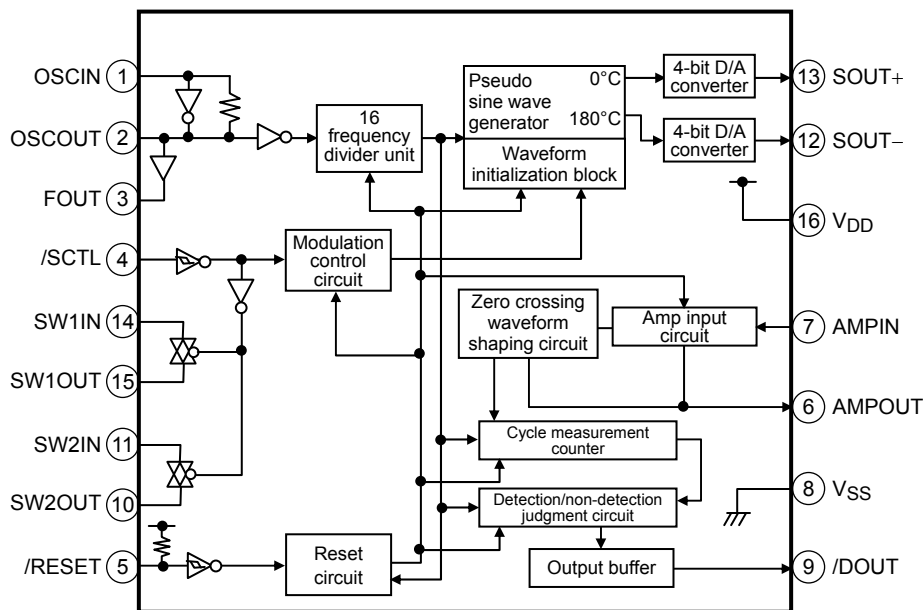 OSCIN 1
OSCOUT 2
FOUT 3
/SCTL 4
SW1IN 14
SW1OUT 15
SW2IN 11
SW2OUT 10
/RESET 5
16
frequency
divider unit
Pseudo
sine wave
generator
0°C
180°C
Waveform
initialization block
4-bit D/A
converter
4-bit D/A
converter
Modulation
control
circuit
Zero crossing
waveform
shaping circuit
Amp input
circuit
Cycle measurement
counter
Detection/non-detection
judgment circuit
Reset
circuit
Output buffer
13 SOUT+
12 SOUT−
16 VDD
7 AMPIN
6 AMPOUT
8 VSS
9 /DOUT